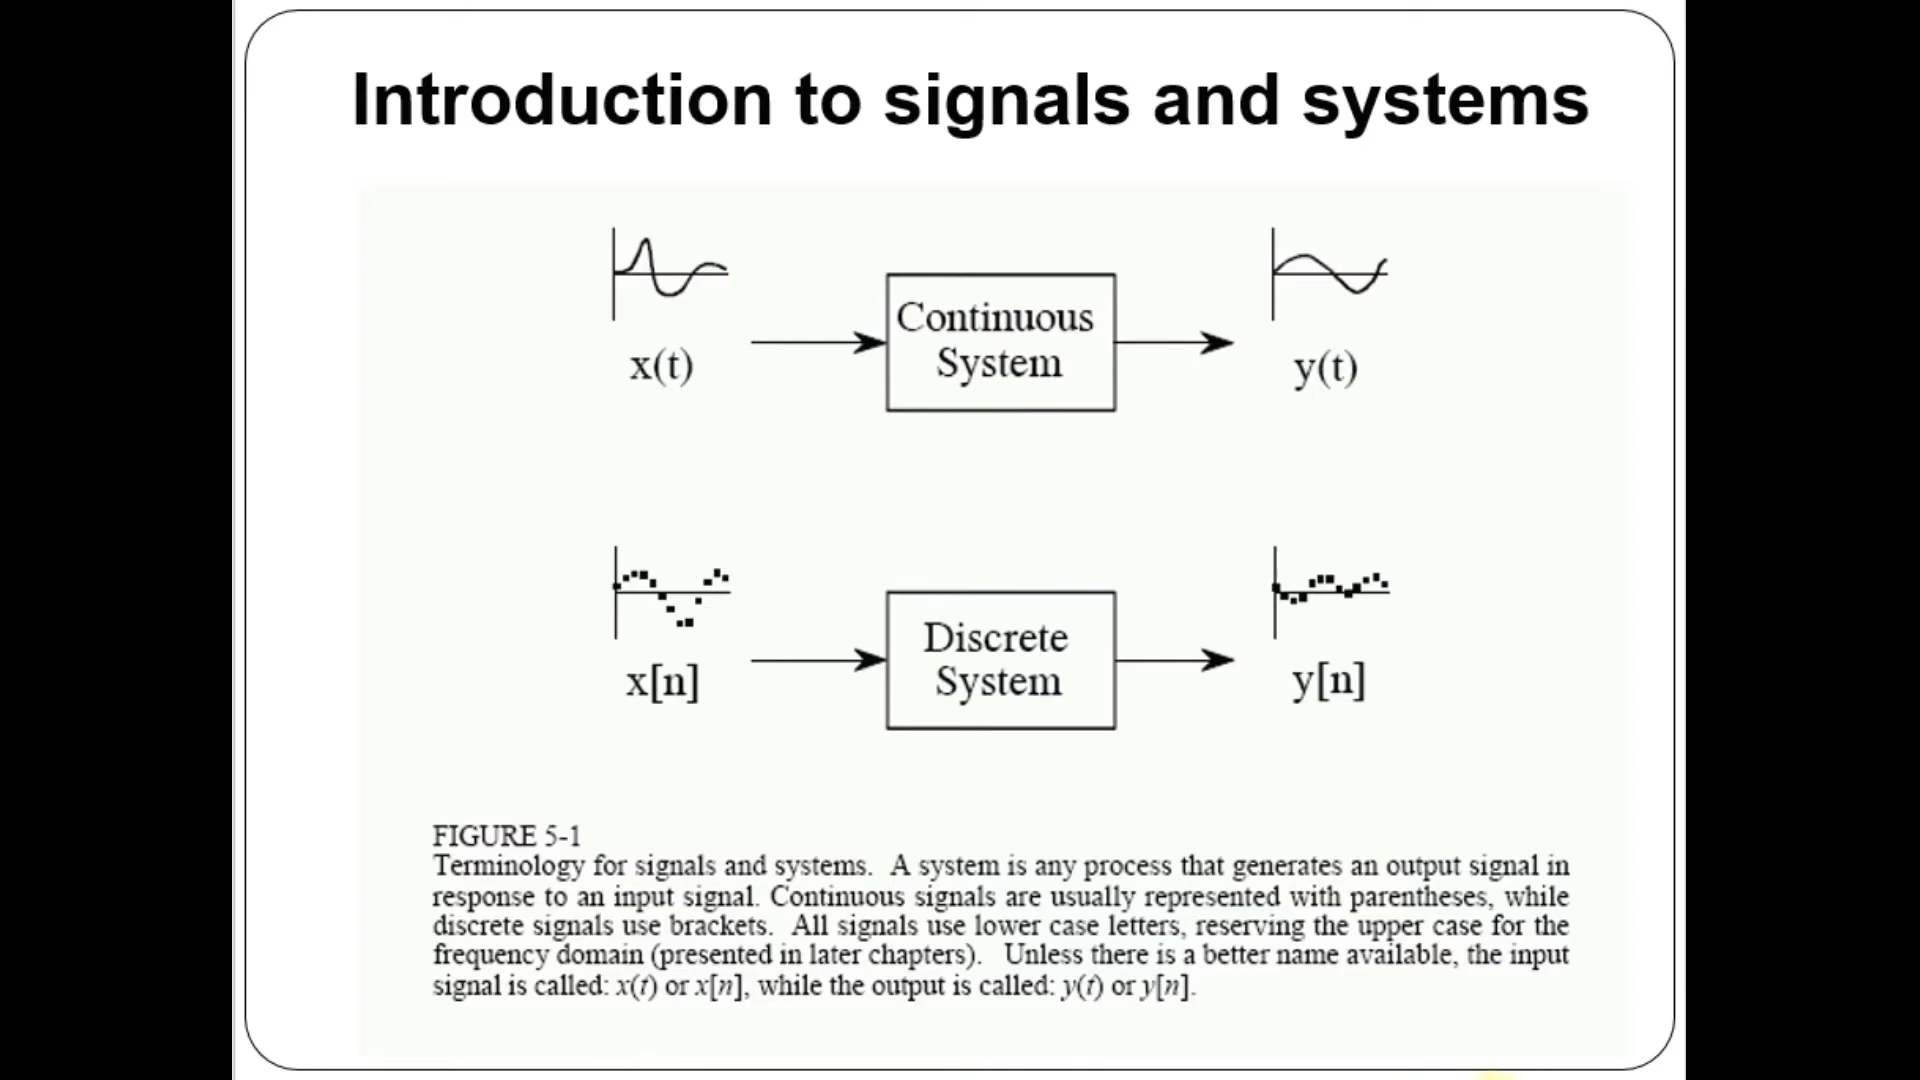 Introduction to signals and systems
x(t)
Continuous
System
y(t)
x[n]
Discrete
System
y[n]
FIGURE 5-1
Terminology for signals and systems. A system is any process that generates an output signal in
response to an input signal. Continuous signals are usually represented with parentheses, while
discrete signals use brackets. All signals use lower case letters, reserving the upper case for the
frequency domain (presented in later chapters). Unless there is a better name available, the input
signal is called: x(t) or x[n], while the output is called: y(t) or y[n].